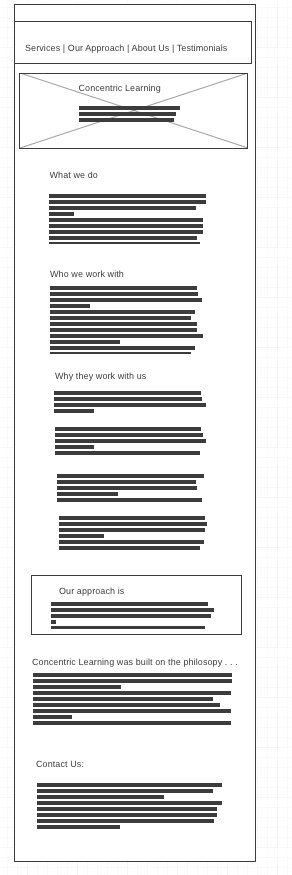 Services | Our Approach | About Us | Testimonials
Concentric Learning
What we do
Who we work with
Why they work with us
Our approach is
Concentric Learning was built on the philosopy . . .
Contact Us: